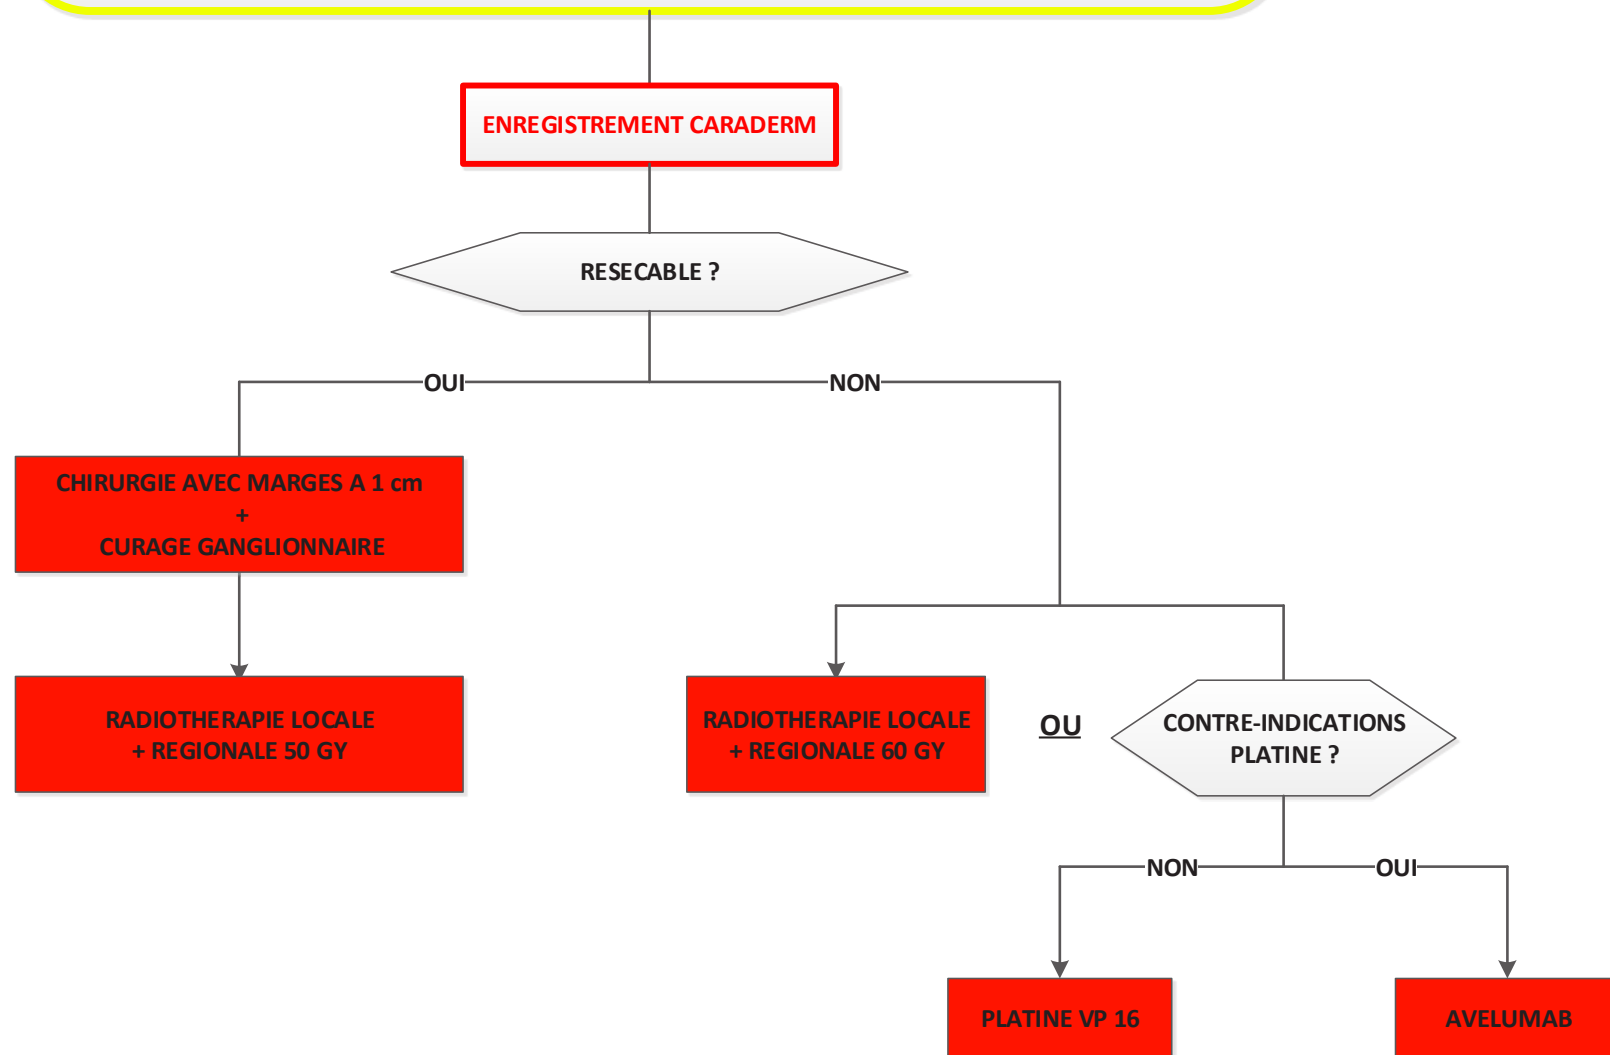 ENREGISTREMENT CARADERM
RESECABLE ?
OUI
NON
CHIRURGIE AVEC MARGES A 1 cm
+
CURAGE GANGLIONNAIRE
RADIOTHERAPIE LOCALE
+ REGIONALE 50 GY
RADIOTHERAPIE LOCALE
+ REGIONALE 60 GY
OU
CONTRE-INDICATIONS
PLATINE ?
NON
OUI
PLATINE VP 16
AVELUMAB